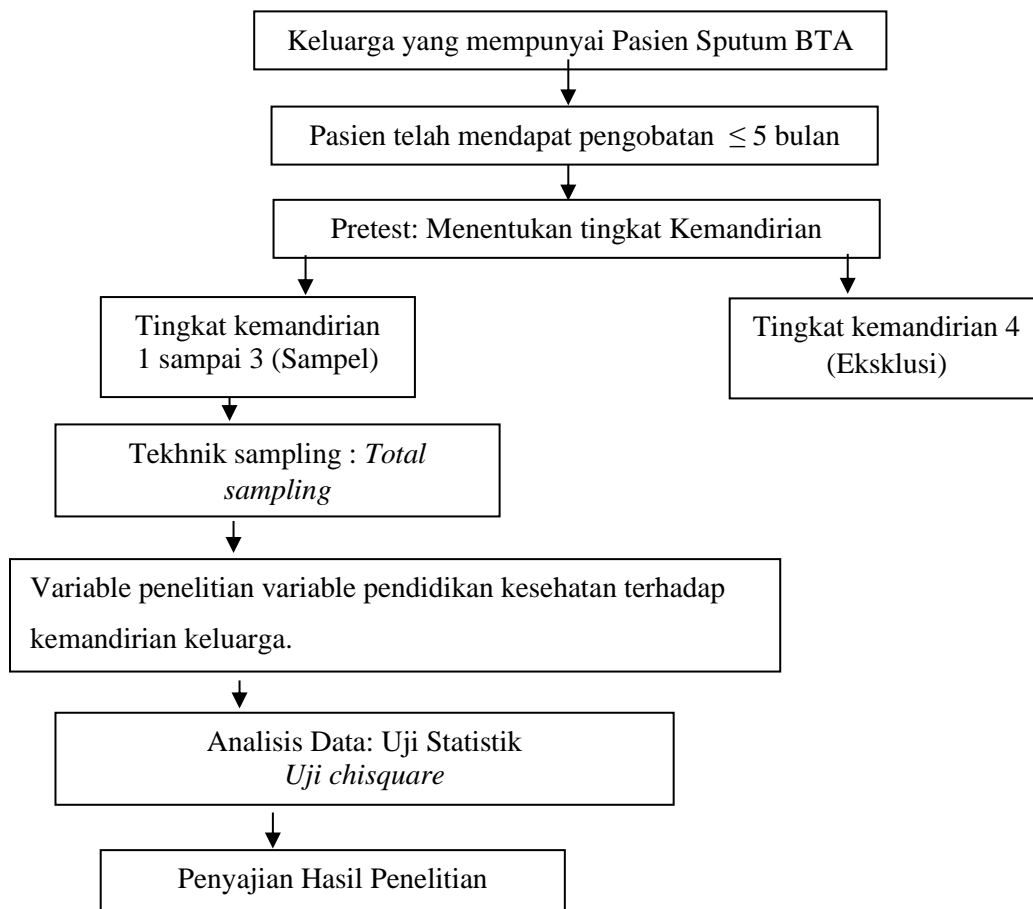 Keluarga yang mempunyai Pasien Sputum BTA
Pasien telah mendapat pengobatan ≤ 5 bulan
Pretest: Menentukan tingkat Kemandirian
Tingkat kemandirian
1 sampai 3 (Sampel)
Tingkat kemandirian 4
(Eksklusi)
Tekhnik sampling : Total
sampling
Variable penelitian variable pendidikan kesehatan terhadap
kemandirian keluarga.
Analisis Data: Uji Statistik
Uji chisquare
Penyajian Hasil Penelitian